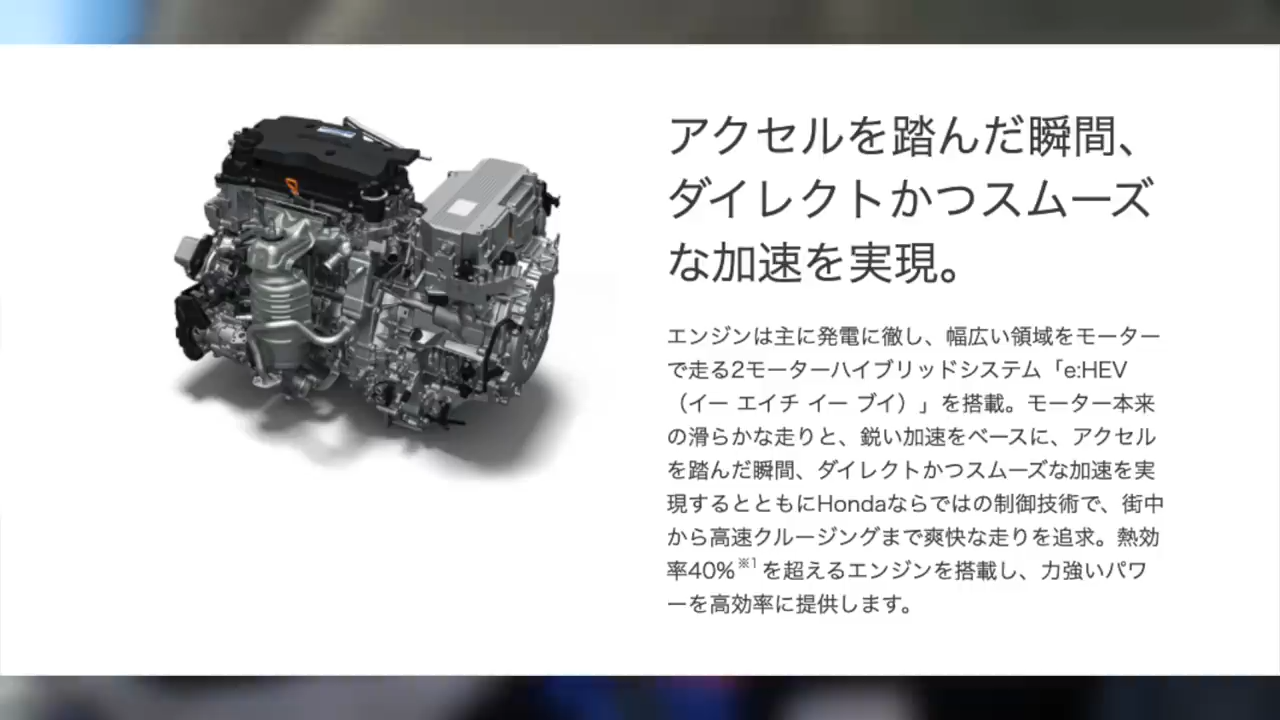 アクセルを踏んだ瞬間、
ダイレクトかつスムーズ
な加速を実現。
エンジンは主に発電に徹し、幅広い領域をモーター
で走る2モーターハイブリッドシステム「e:HEV
（イー エイチ イー ブイ）」を搭載。モーター本来
の滑らかな走りと、鋭い加速をベースに、アクセル
を踏んだ瞬間、ダイレクトかつスムーズな加速を実
現するとともにHondaならではの制御技術で、街中
から高速クルージングまで爽快な走りを追求。熱効
率40%※1を超えるエンジンを搭載し、力強いパワ
ーを高効率に提供します。